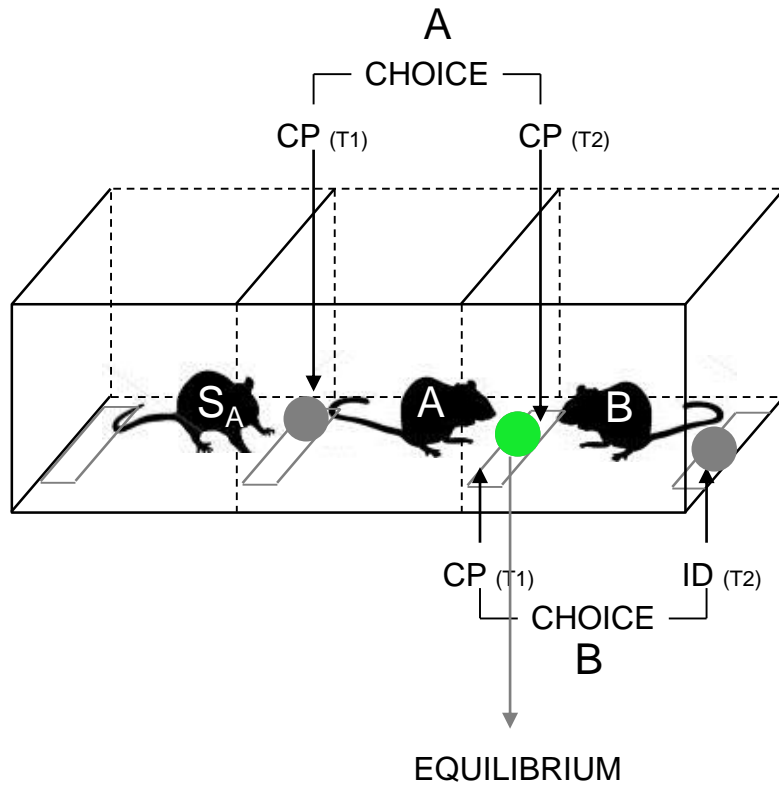 A
CHOICE
CP (T1) CP (T2)
SA A B
CP (T1) ID (T2)
CHOICE
B
EQUILIBRIUM